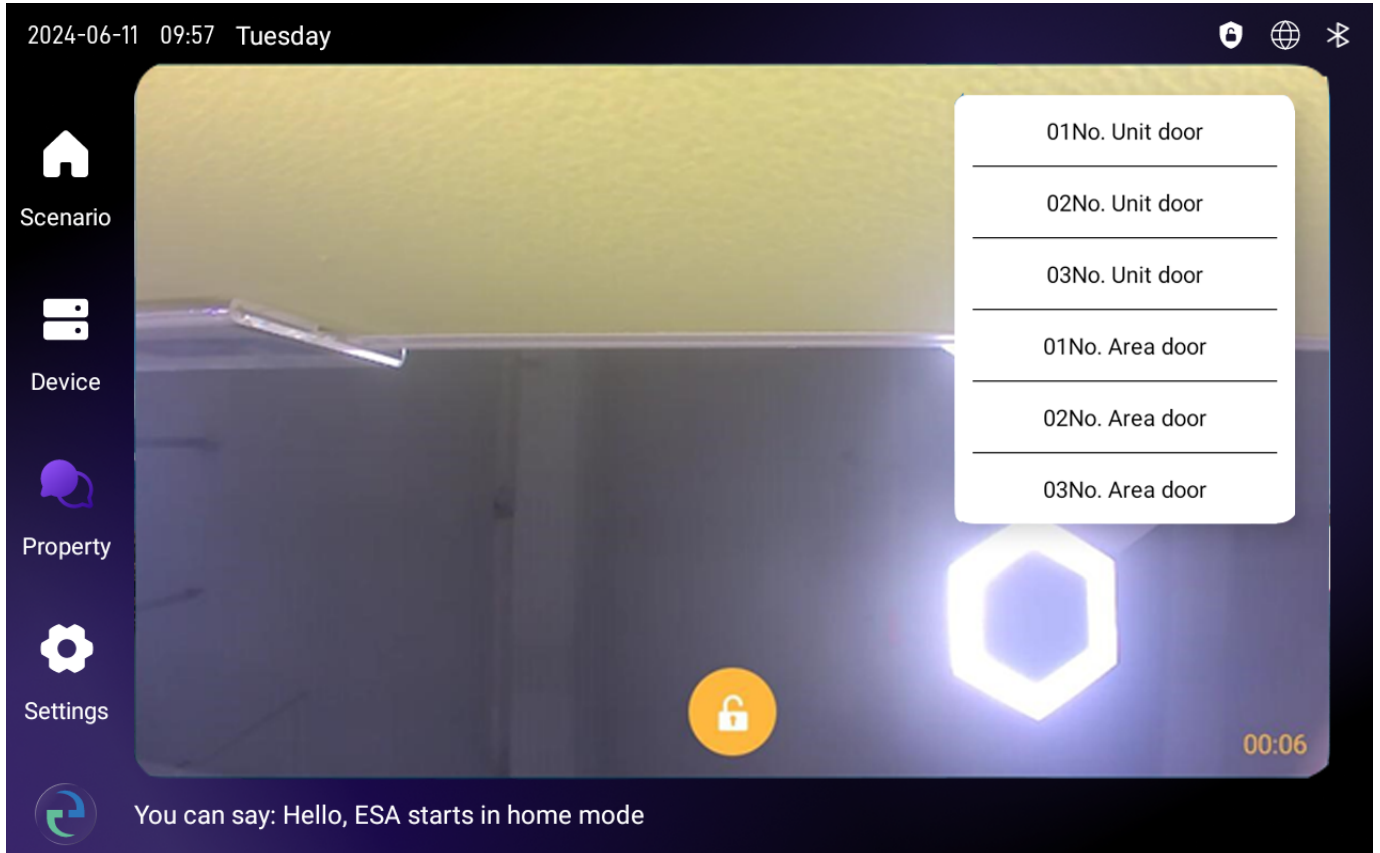 2024-06-11 09:57 Tuesday
Scenario
Device
Property
Settings
01No. Unit door
02No. Unit door
03No. Unit door
01No. Area door
02No. Area door
03No. Area door
00:06
You can say: Hello, ESA starts in home mode